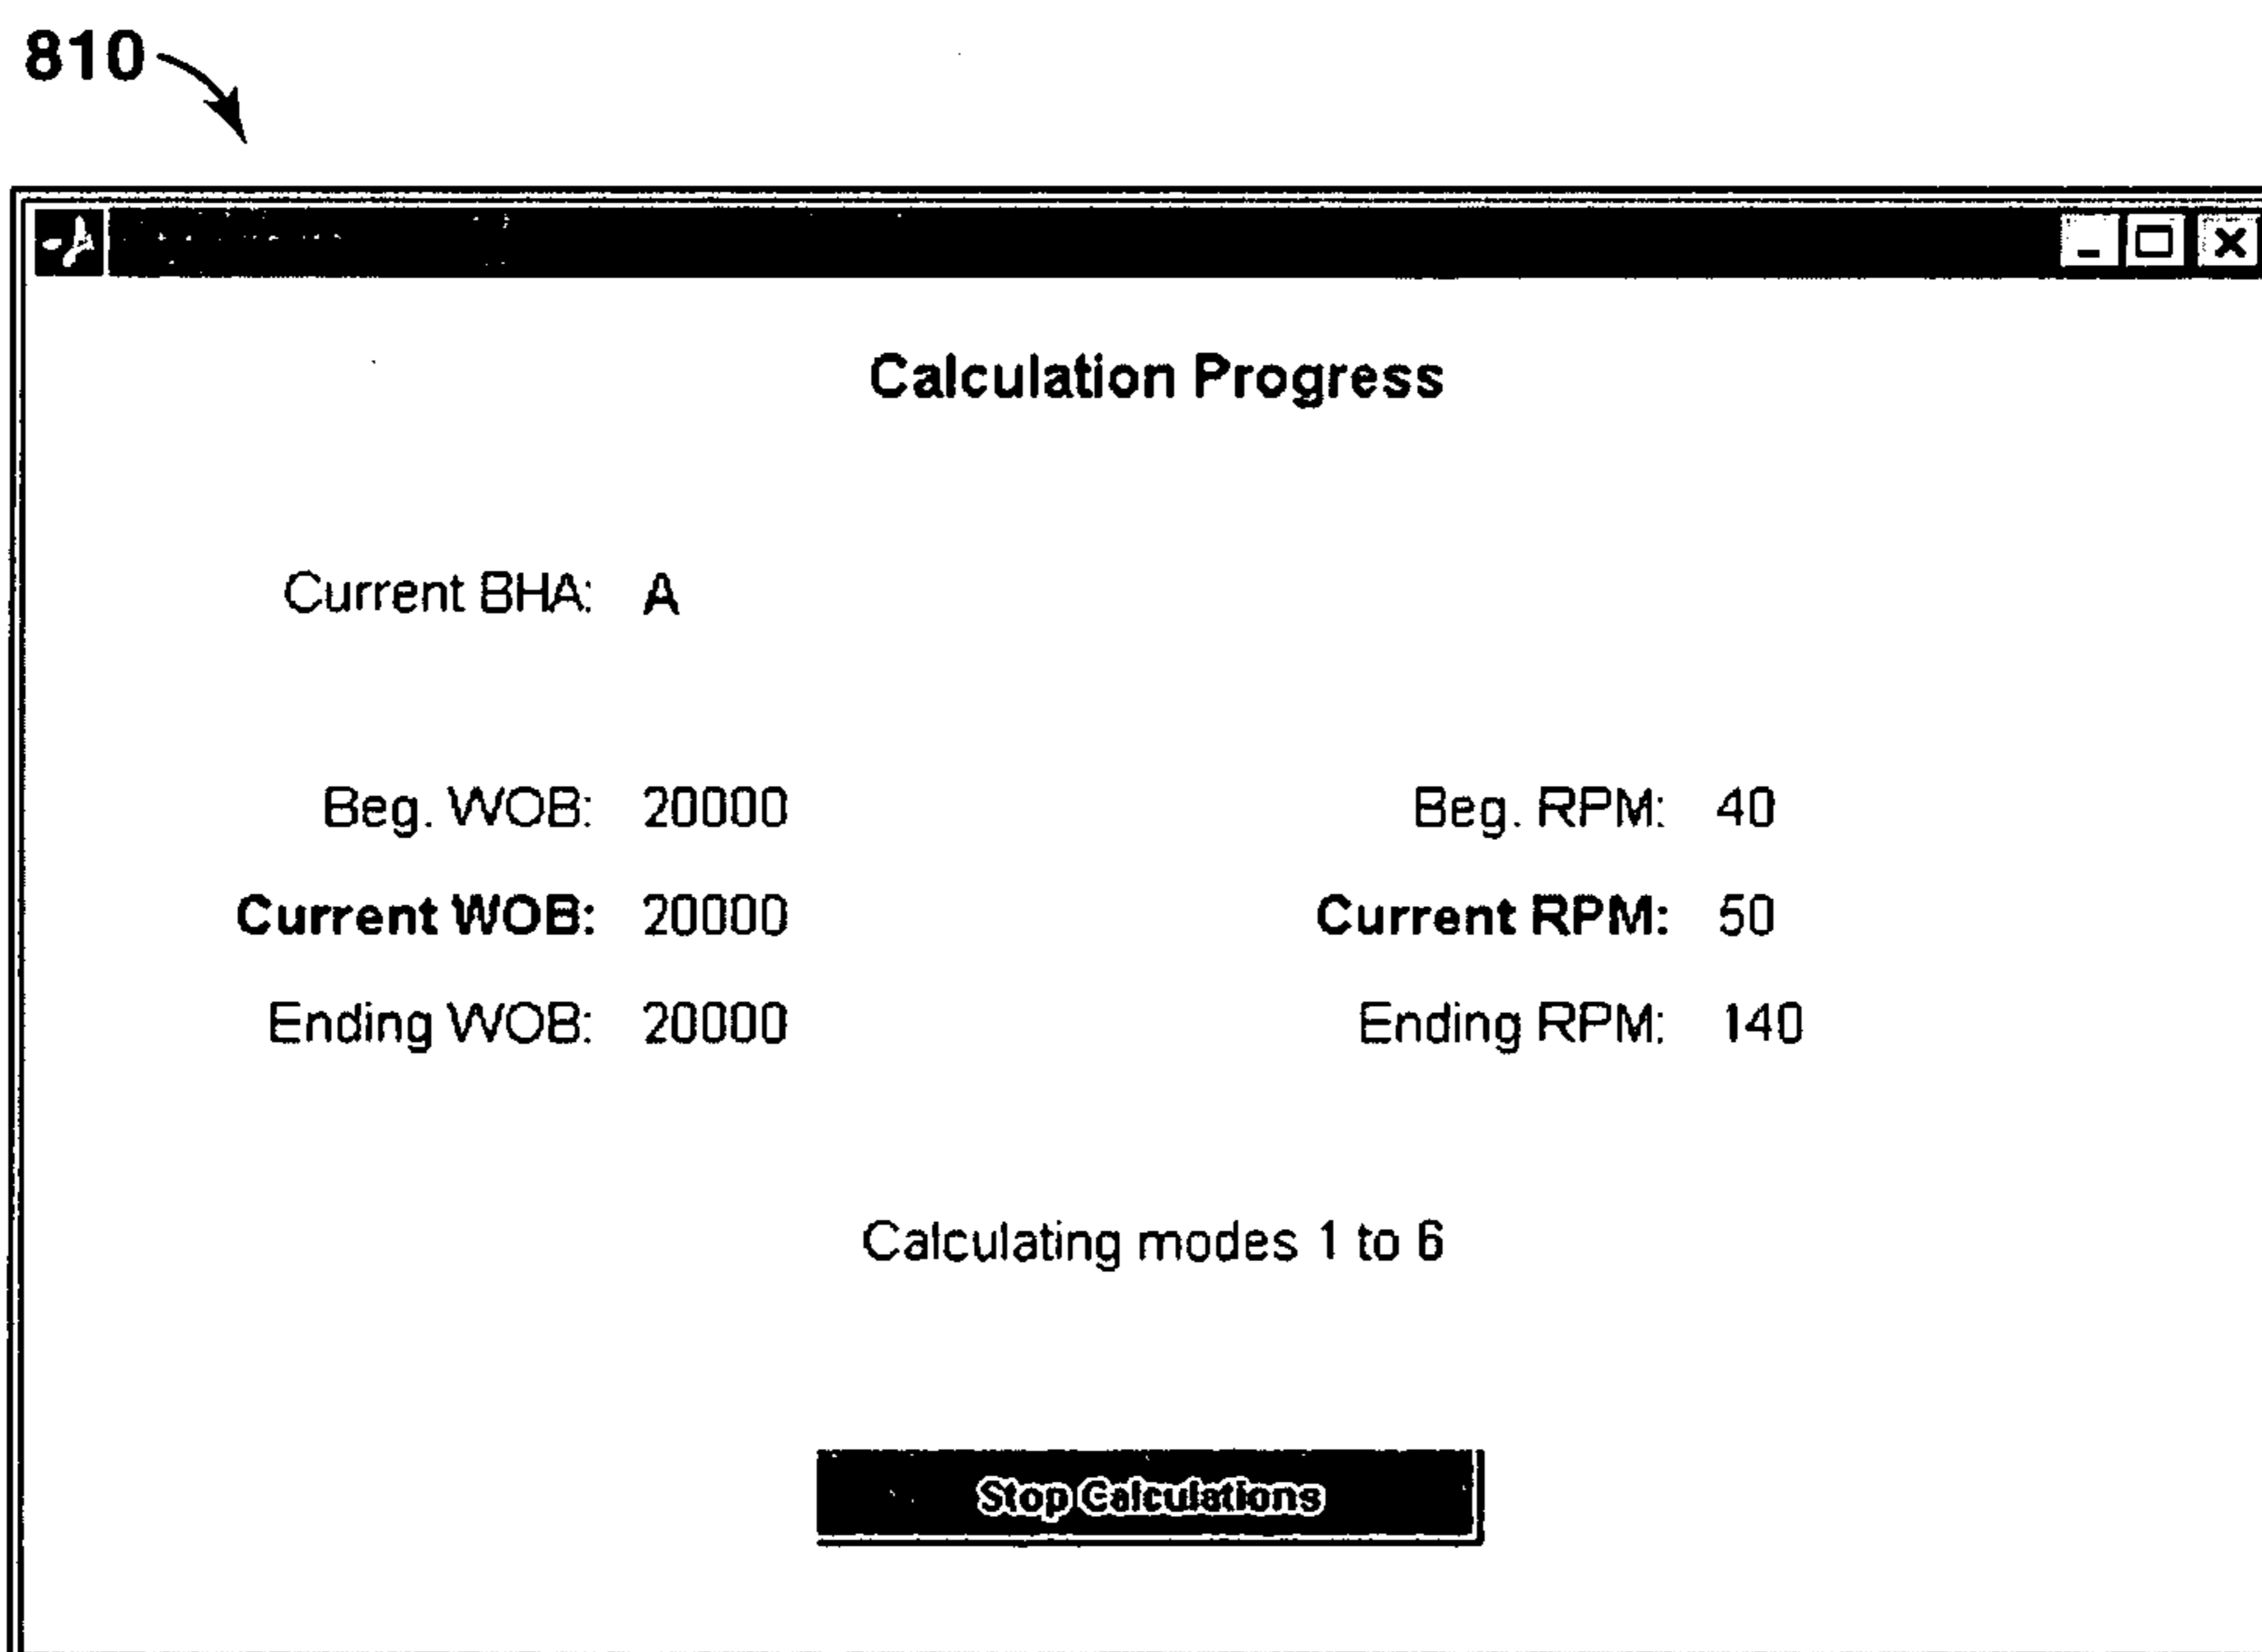 810
Calculation Progress
Current BHA: A
Beg. WOB: 20000 Beg. RPM: 40
Current WOB: 20000 Current RPM: 50
Ending WOB: 20000 Ending RPM: 140
Calculating modes 1 to 6
Stop Calculations